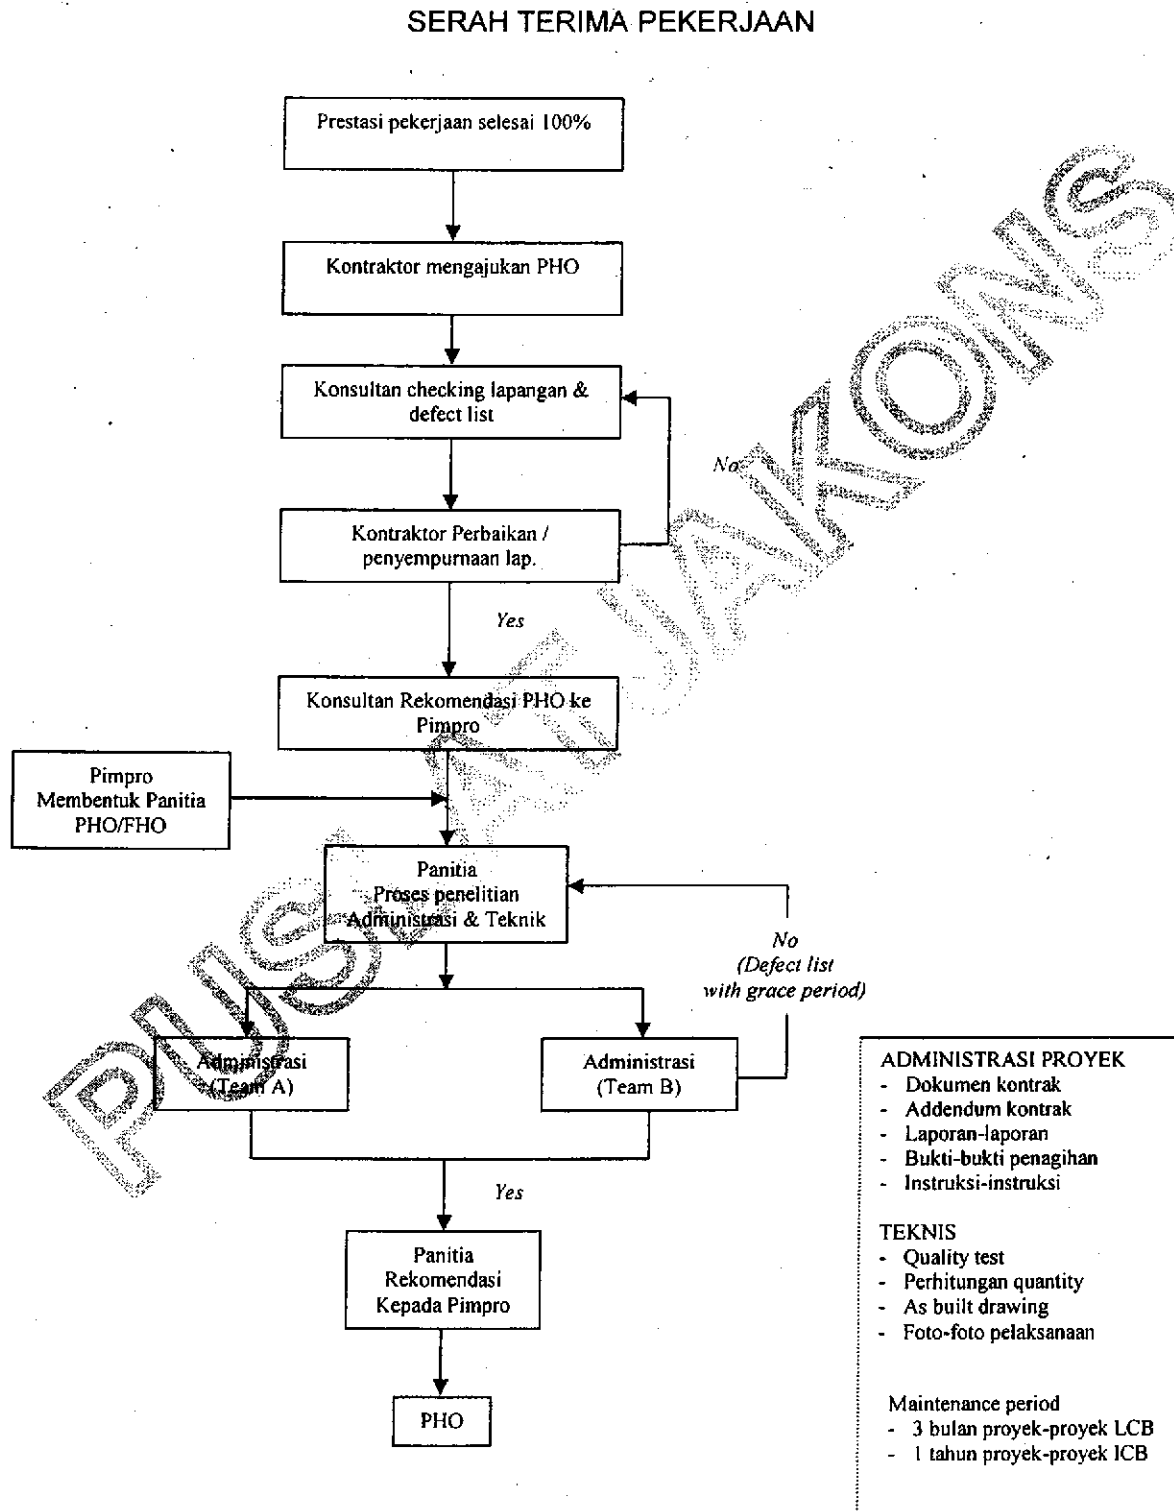 SERAH TERIMA PEKERJAAN
Prestasi pekerjaan selesai 100%
Kontraktor mengajukan PHO
Konsultan checking lapangan &
defect list
No
Kontraktor Perbaikan /
penyempurnaan lap.
Yes
Konsultan Rekomendasi PHO ke
Pimpro
Pimpro
Membentuk Panitia
PHO/FHO
Panitia
Proses penelitian
Administrasi & Teknik
No
(Defect list
with grace period)
Administrasi
(Team A)
Administrasi
(Team B)
Yes
Panitia
Rekomendasi
Kepada Pimpro
PHO
ADMINISTRASI PROYEK
- Dokumen kontrak
- Addendum kontrak
- Laporan-laporan
- Bukti-bukti penagihan
- Instruksi-instruksi
TEKNIS
- Quality test
- Perhitungan quantity
- As built drawing
- Foto-foto pelaksanaan
Maintenance period
- 3 bulan proyek-proyek LCB
- 1 tahun proyek-proyek ICB
JAKONS